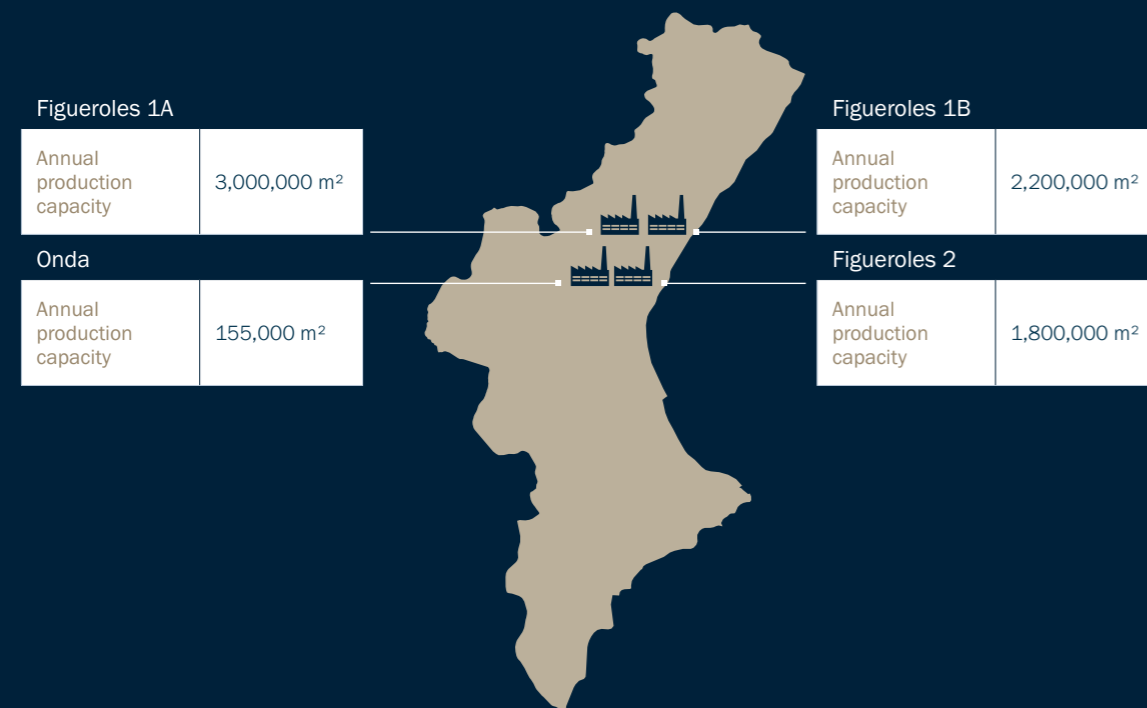 Figueroles 1A
Annual
production
capacity
3,000,000 m²
Onda
Annual
production
capacity
155,000 m²
Figueroles 1B
Annual
production
capacity
2,200,000 m²
Figueroles 2
Annual
production
capacity
1,800,000 m²